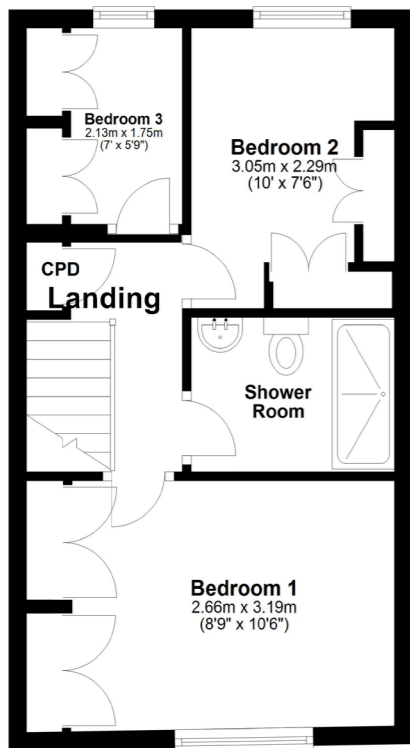 Bedroom 3
2.13m x 1.75m
(7' x 5'9")
Bedroom 2
3.05m x 2.29m
(10' x 7'6")
CPD
Landing
Shower
Room
Bedroom 1
2.66m x 3.19m
(8'9" x 10'6")